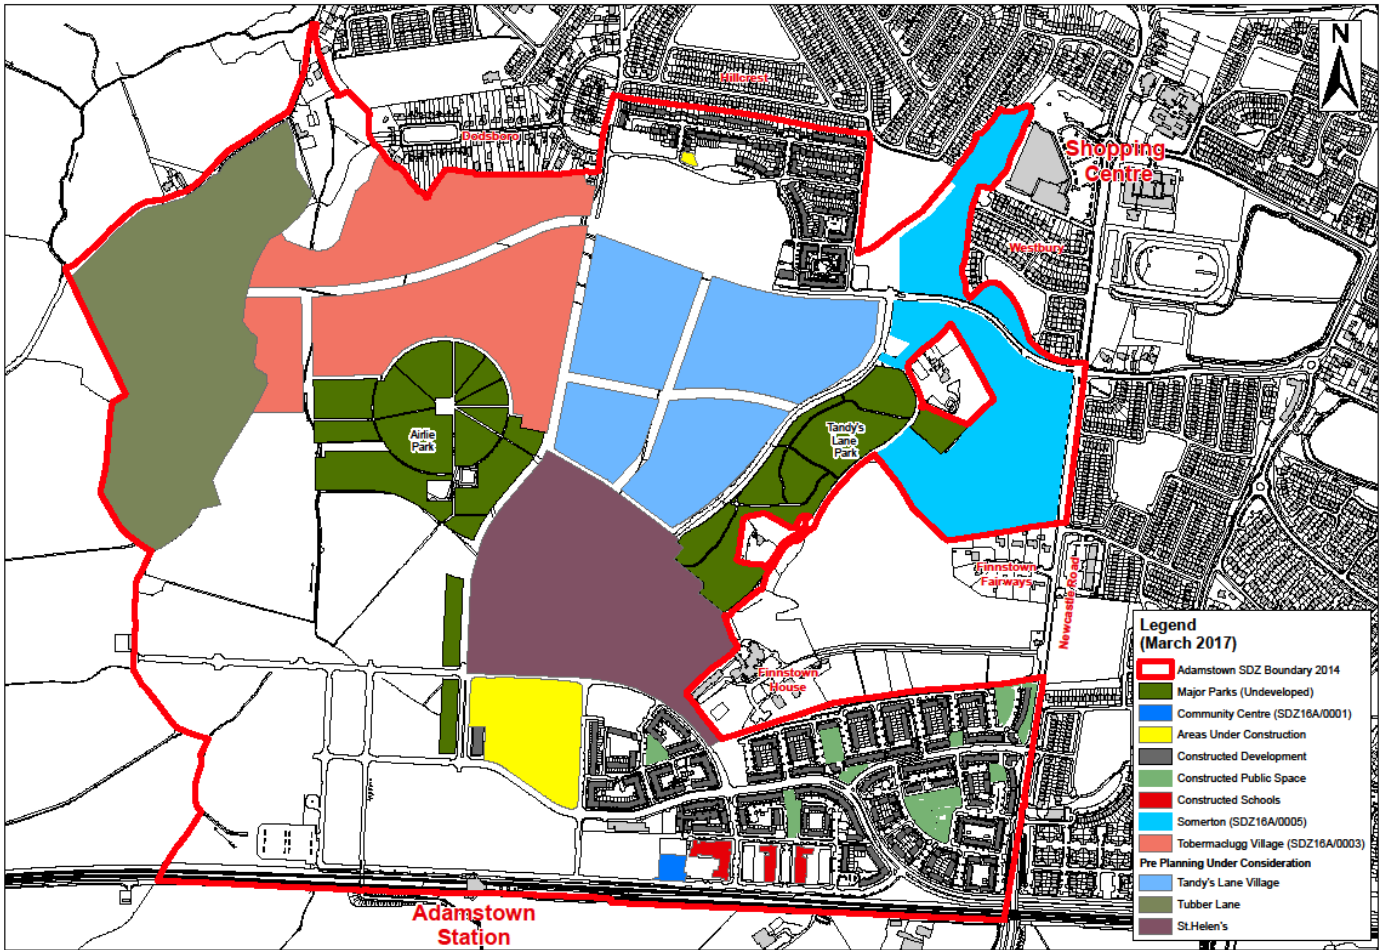 N
Hillcrest
Dodsboro
Shopping
Centre
Westbury
Airlie
Park
Tandy's
Lane
Park
Finnstown
Fairways
Newcastle Road
Finnstown
House
Adamstown
Station
Legend
(March 2017)
Adamstown SDZ Boundary 2014
Major Parks (Undeveloped)
Community Centre (SDZ16A/0001)
Areas Under Construction
Constructed Development
Constructed Public Space
Constructed Schools
Somerton (SDZ16A/0005)
Tobermaclugg Village (SDZ16A/0003)
Pre Planning Under Consideration
Tandy's Lane Village
Tubber Lane
St.Helen's